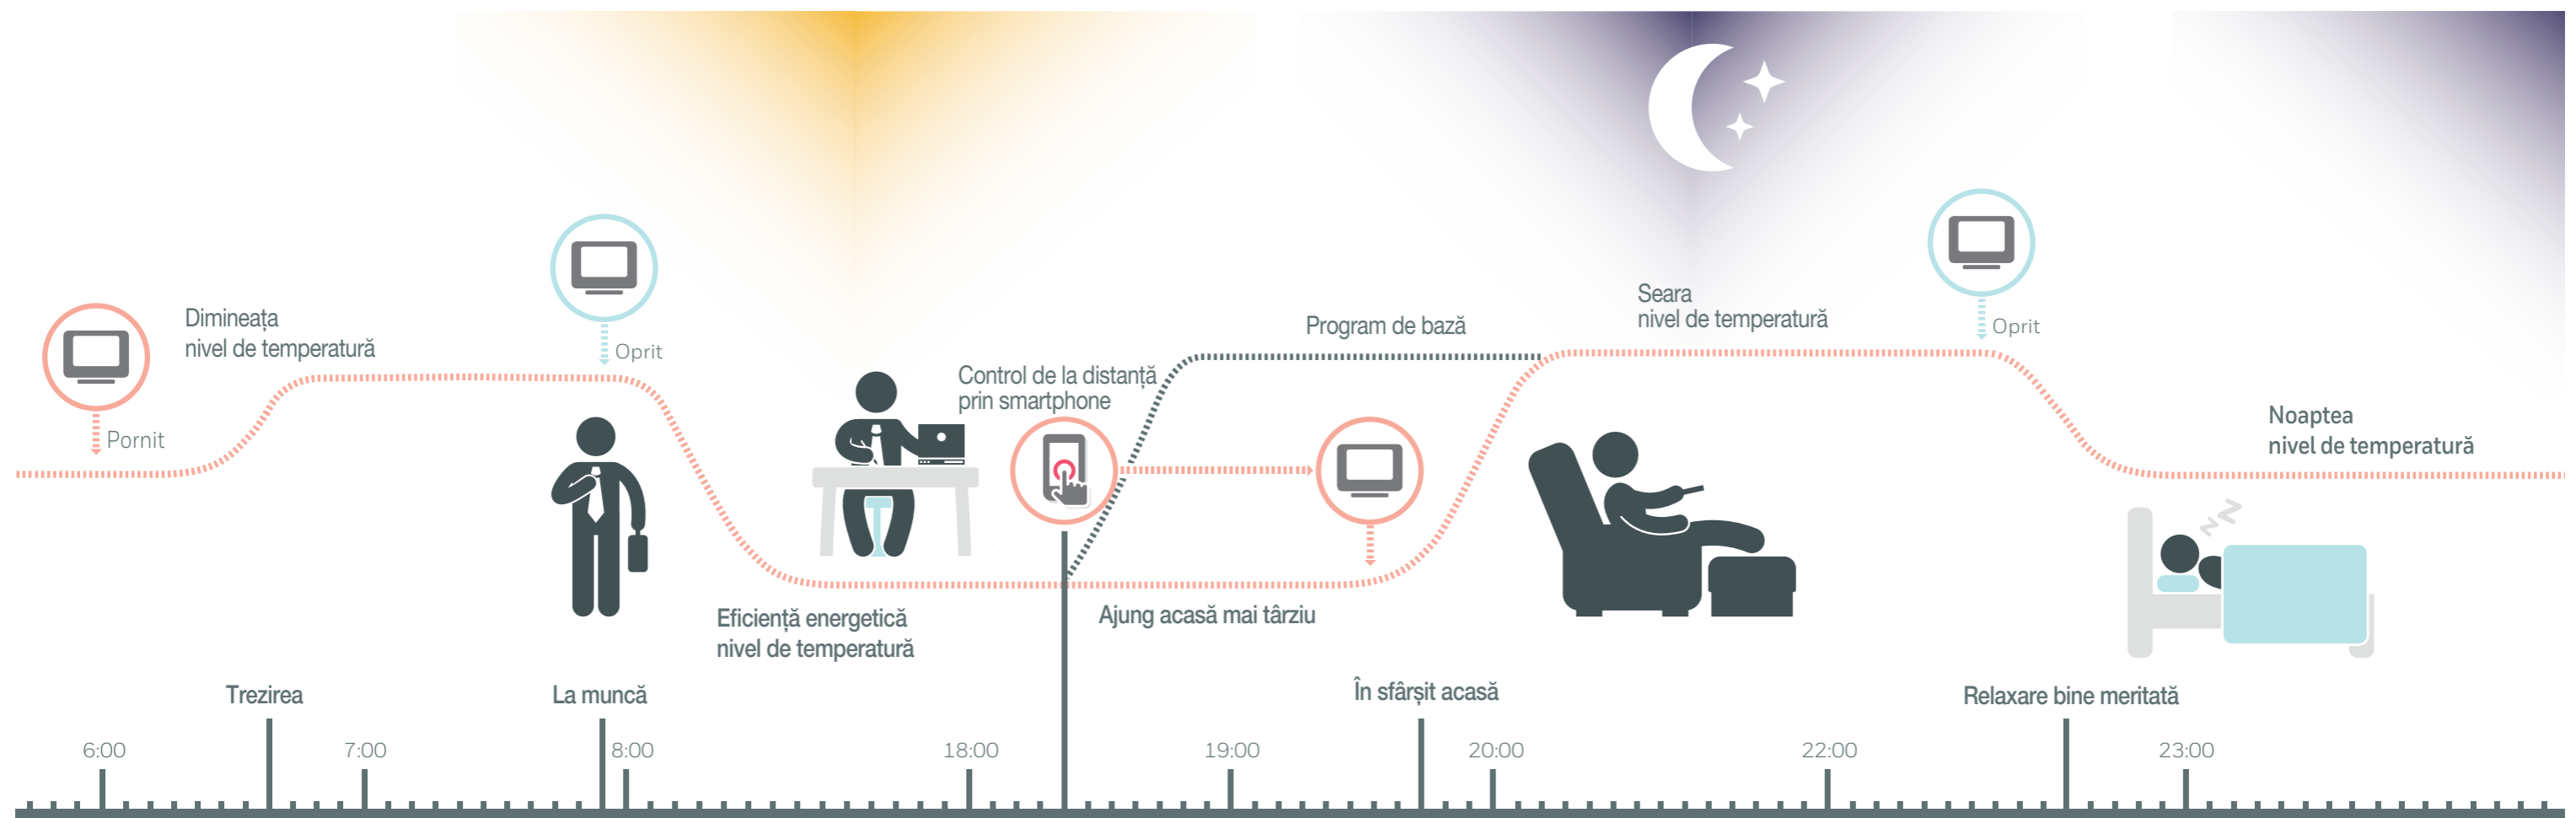 Dimineața
nivel de temperatură
Pornit
Oprit
Control de la distanță
prin smartphone
Program de bază
Seara
nivel de temperatură
Oprit
Noaptea
nivel de temperatură
Eficiență energetică
nivel de temperatură
Ajung acasă mai târziu
Z
Z
Trezirea
La muncă
În sfârșit acasă
Relaxare bine meritată
6:00
7:00
8:00
18:00
19:00
20:00
22:00
23:00